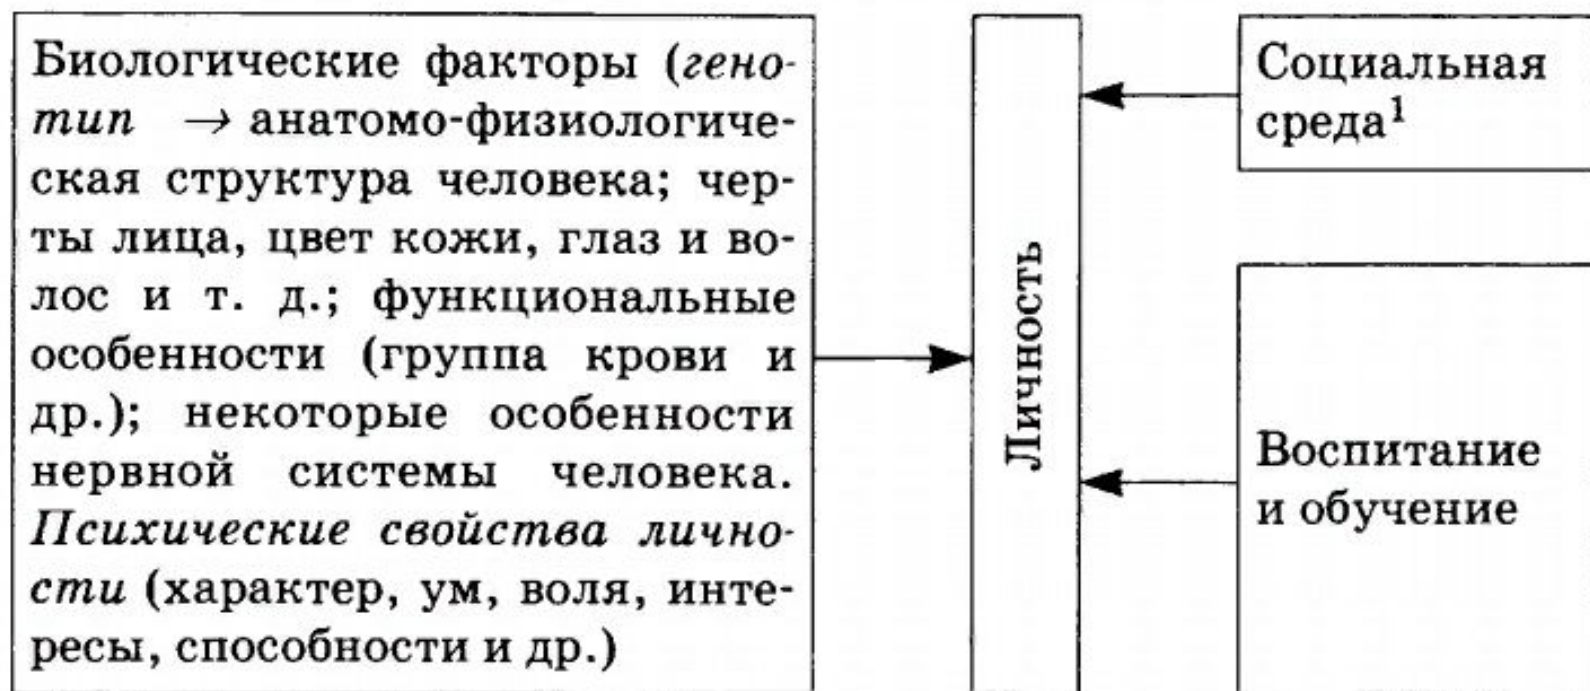 Биологические факторы (гено-
тип → анатомо-физиологиче-
ская структура человека; чер-
ты лица, цвет кожи, глаз и во-
лос и т. д.; функциональные
особенности (группа крови и
др.); некоторые особенности
нервной системы человека.
Психические свойства лично-
сти (характер, ум, воля, инте-
ресы, способности и др.)
Личность
Социальная
среда¹
Воспитание
и обучение